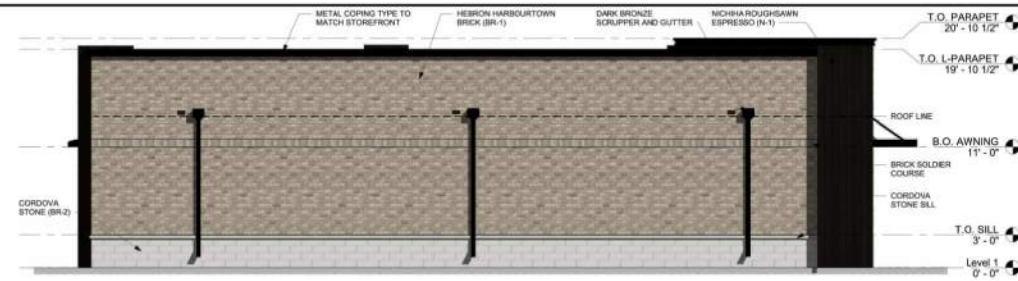 METAL COPING TYPE TO
MATCH STOREFRONT
HEBRON HARBOURTOWN
BRICK (BR-1)
DARK BRONZE
SCRUPPER AND GUTTER
NICHIHA ROUGHSAWN
ESPRESSO (N-1)
T.O. PARAPET
20' - 10 1/2"
T.O. L-PARAPET
19' - 10 1/2"
ROOF LINE
B.O. AWNING
11' - 0"
BRICK SOLDIER
COURSE
CORDOVA
STONE (BR-2)
CORDOVA
STONE SILL
T.O. SILL
3' - 0"
Level 1
0' - 0"